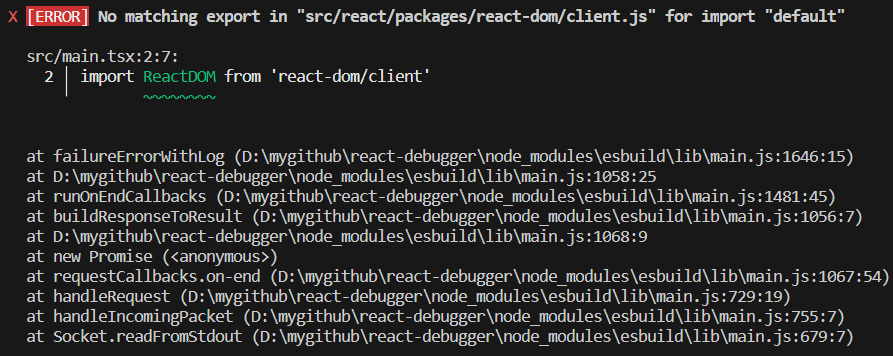 X [ERROR] No matching export in "src/react/packages/react-dom/client.js" for import "default"
src/main.tsx:2:7:
2 │ import ReactDOM from 'react-dom/client'
at failureErrorWithLog (D:\mygithub\react-debugger\node_modules\esbuild\lib\main.js:1646:15)
at D:\mygithub\react-debugger\node_modules\esbuild\lib\main.js:1058:25
at runOnEndCallbacks (D:\mygithub\react-debugger\node_modules\esbuild\lib\main.js:1481:45)
at buildResponseToResult (D:\mygithub\react-debugger\node_modules\esbuild\lib\main.js:1056:7)
at D:\mygithub\react-debugger\node_modules\esbuild\lib\main.js:1068:9
at new Promise (<anonymous>)
at requestCallbacks.on-end (D:\mygithub\react-debugger\node_modules\esbuild\lib\main.js:1067:54)
at handleRequest (D:\mygithub\react-debugger\node_modules\esbuild\lib\main.js:729:19)
at handleIncomingPacket (D:\mygithub\react-debugger\node_modules\esbuild\lib\main.js:755:7)
at Socket.readFromStdout (D:\mygithub\react-debugger\node_modules\esbuild\lib\main.js:679:7)